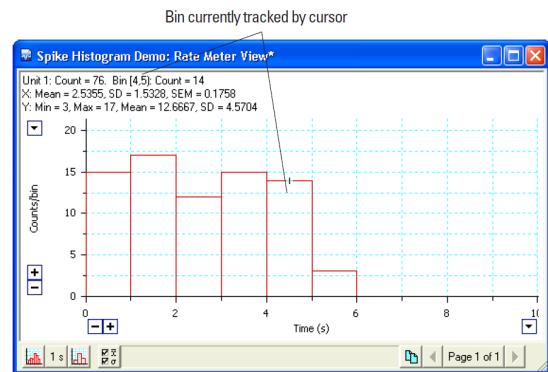 Bin currently tracked by cursor
Spike Histogram Demo: Rate Meter View*
Unit 1: Count = 76. Bin [4,5): Count = 14
X: Mean = 2.5355, SD = 1.5328, SEM = 0.1758
Y: Min = 3, Max = 17, Mean = 12.6667, SD = 4.5704
20
15
10
5
0
Counts/bin
0 2 4 6 8 10
Time (s)
1 s
Page 1 of 1